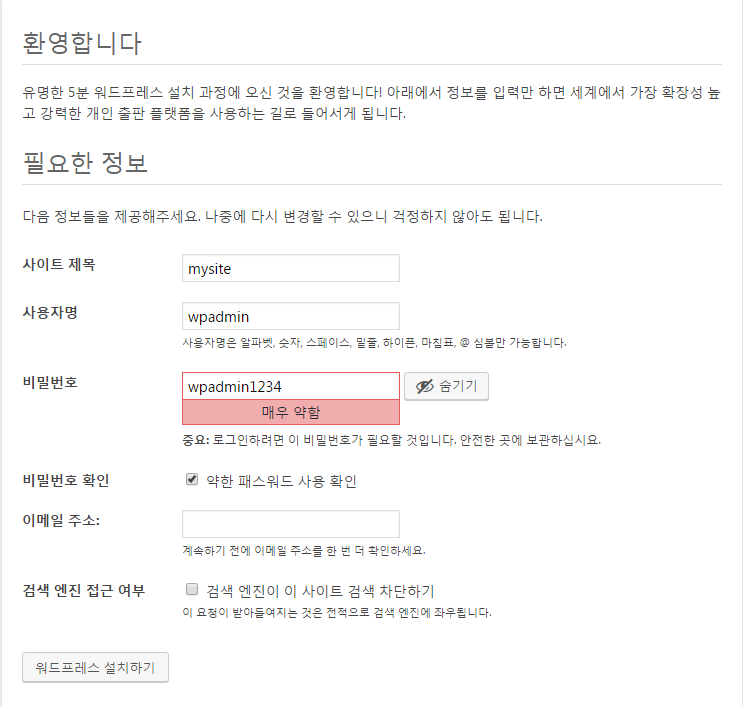 환영합니다
유명한 5분 워드프레스 설치 과정에 오신 것을 환영합니다! 아래에서 정보를 입력만 하면 세계에서 가장 확장성 높
고 강력한 개인 출판 플랫폼을 사용하는 길로 들어서게 됩니다.
필요한 정보
다음 정보들을 제공해주세요. 나중에 다시 변경할 수 있으니 걱정하지 않아도 됩니다.
사이트 제목
mysite
사용자명
wpadmin
사용자명은 알파벳, 숫자, 스페이스, 밑줄, 하이픈, 마침표, @ 심볼만 가능합니다.
비밀번호
wpadmin1234
숨기기
매우 약함
중요: 로그인하려면 이 비밀번호가 필요할 것입니다. 안전한 곳에 보관하십시요.
비밀번호 확인
약한 패스워드 사용 확인
이메일 주소:
계속하기 전에 이메일 주소를 한 번 더 확인하세요.
검색 엔진 접근 여부
검색 엔진이 이 사이트 검색 차단하기
이 요청이 받아들여지는 것은 전적으로 검색 엔진에 좌우됩니다.
워드프레스 설치하기